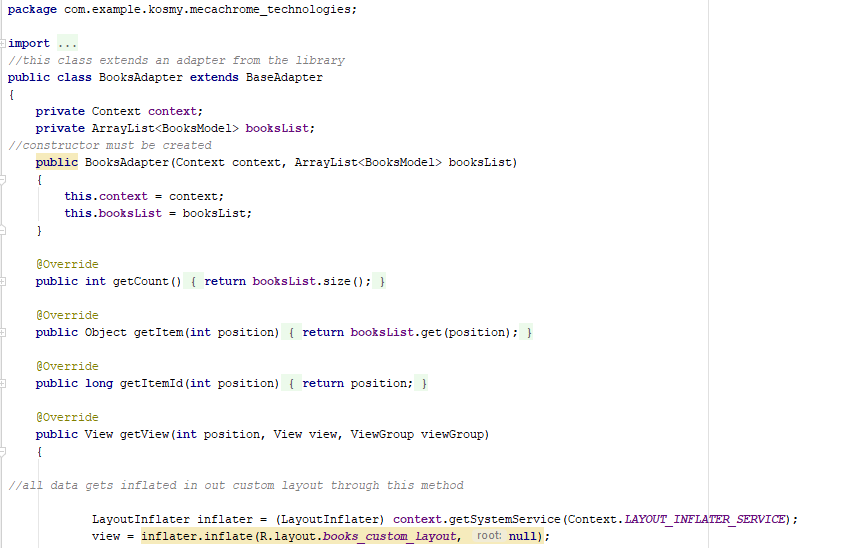 package com.example.kosmy.mecachrome_technologies;
import ...
//this class extends an adapter from the library
public class BooksAdapter extends BaseAdapter
{
private Context context;
private ArrayList<BooksModel> booksList;
//constructor must be created
public BooksAdapter(Context context, ArrayList<BooksModel> booksList)
{
this.context = context;
this.booksList = booksList;
}
@Override
public int getCount() { return booksList.size(); }
@Override
public Object getItem(int position) { return booksList.get(position); }
@Override
public long getItemId(int position) { return position; }
@Override
public View getView(int position, View view, ViewGroup viewGroup)
{
//all data gets inflated in out custom layout through this method
LayoutInflater inflater = (LayoutInflater) context.getSystemService(Context.LAYOUT_INFLATER_SERVICE);
view = inflater.inflate(R.layout.books_custom_layout, root: null);